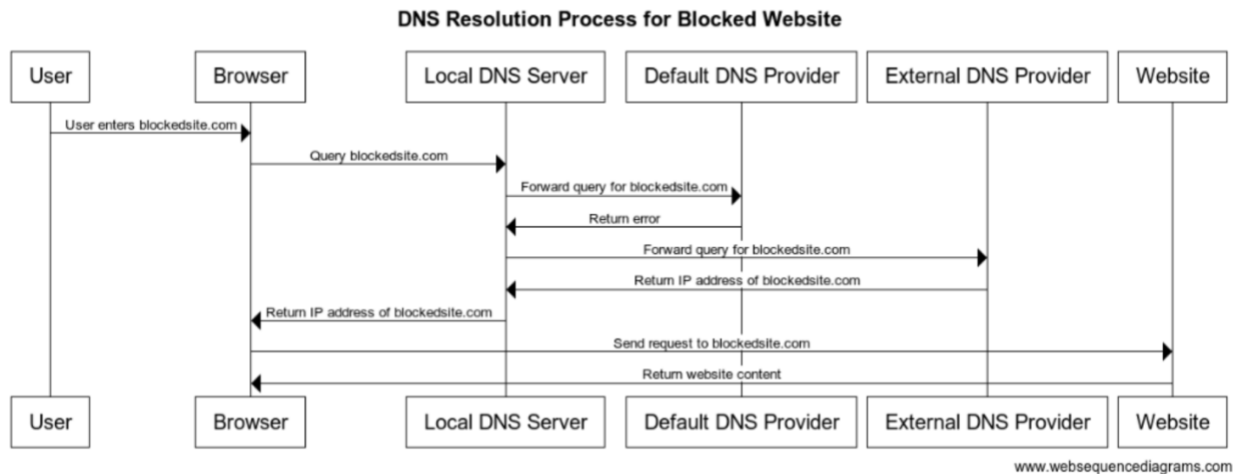 DNS Resolution Process for Blocked Website
User Browser Local DNS Server Default DNS Provider External DNS Provider Website
User enters blockedsite.com
Query blockedsite.com
Forward query for blockedsite.com
Return error
Forward query for blockedsite.com
Return IP address of blockedsite.com
Return IP address of blockedsite.com
Send request to blockedsite.com
Return website content
User Browser Local DNS Server Default DNS Provider External DNS Provider Website
www.websequencediagrams.com